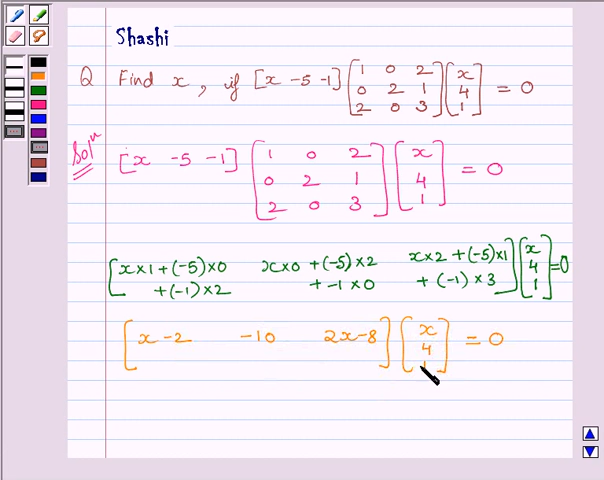 Shashi
Q Find x, if [x -5 -1] [1 0 2 [x
0 2 1 4 = 0
2 0 3] 1]
Solⁿ [x -5 -1] [1 0 2 [x
0 2 1 4 = 0
2 0 3] 1]
[x×1+(-5)×0 x×0 +(-5)×2 x×2 +(-5)×1 [x
+(-1)×2 + -1×0 +(-1)×3] 4 =0
1]
[x-2 -10 2x-8] [x
4 = 0
1]